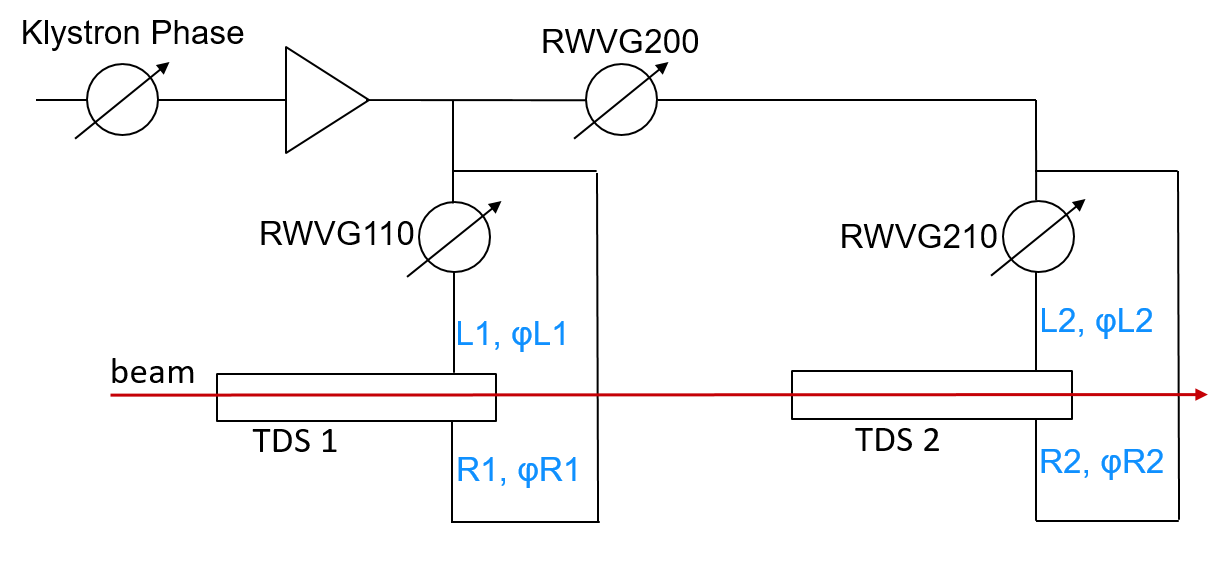 Klystron Phase
RWVG200
RWVG110
RWVG210
L1, φL1
L2, φL2
beam
TDS 1
TDS 2
R1, φR1
R2, φR2